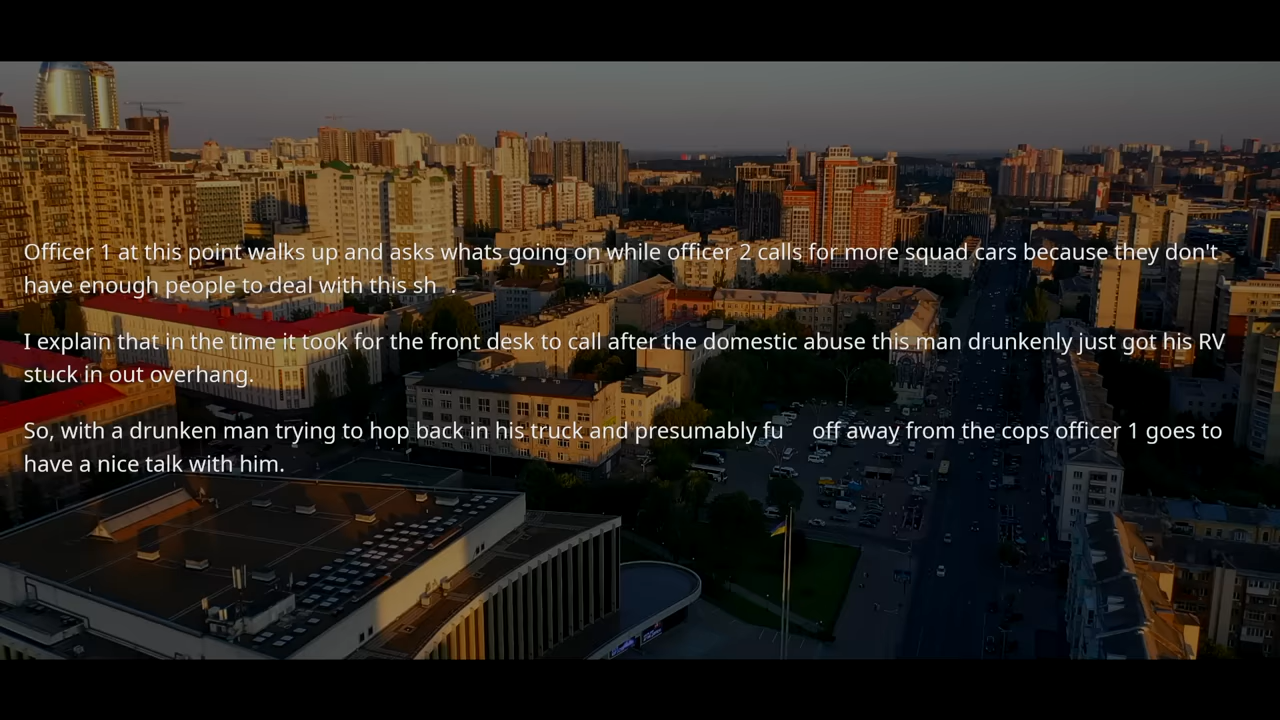 Officer 1 at this point walks up and asks whats going on while officer 2 calls for more squad cars because they don't
have enough people to deal with this sh .
I explain that in the time it took for the front desk to call after the domestic abuse this man drunkenly just got his RV
stuck in out overhang.
So, with a drunken man trying to hop back in his truck and presumably fu off away from the cops officer 1 goes to
have a nice talk with him.